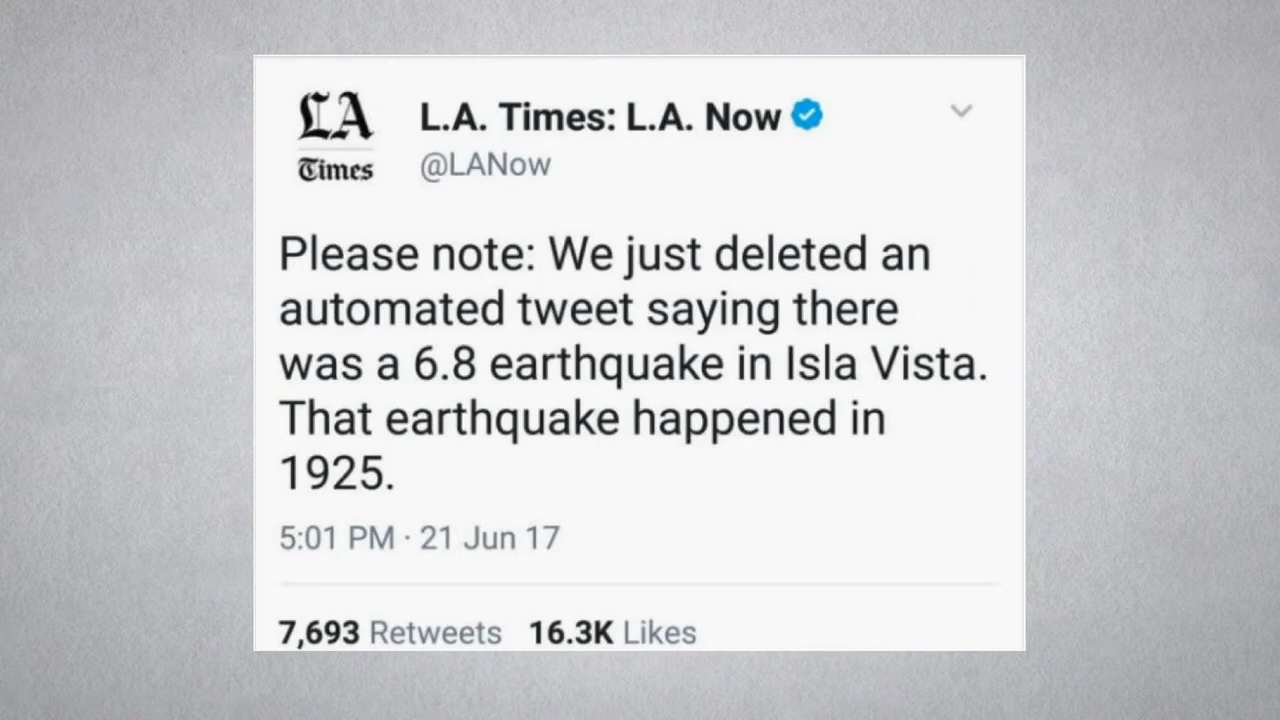 LA
Times
L.A. Times: L.A. Now
@LANow
Please note: We just deleted an
automated tweet saying there
was a 6.8 earthquake in Isla Vista.
That earthquake happened in
1925.
5:01 PM · 21 Jun 17
7,693 Retweets 16.3K Likes